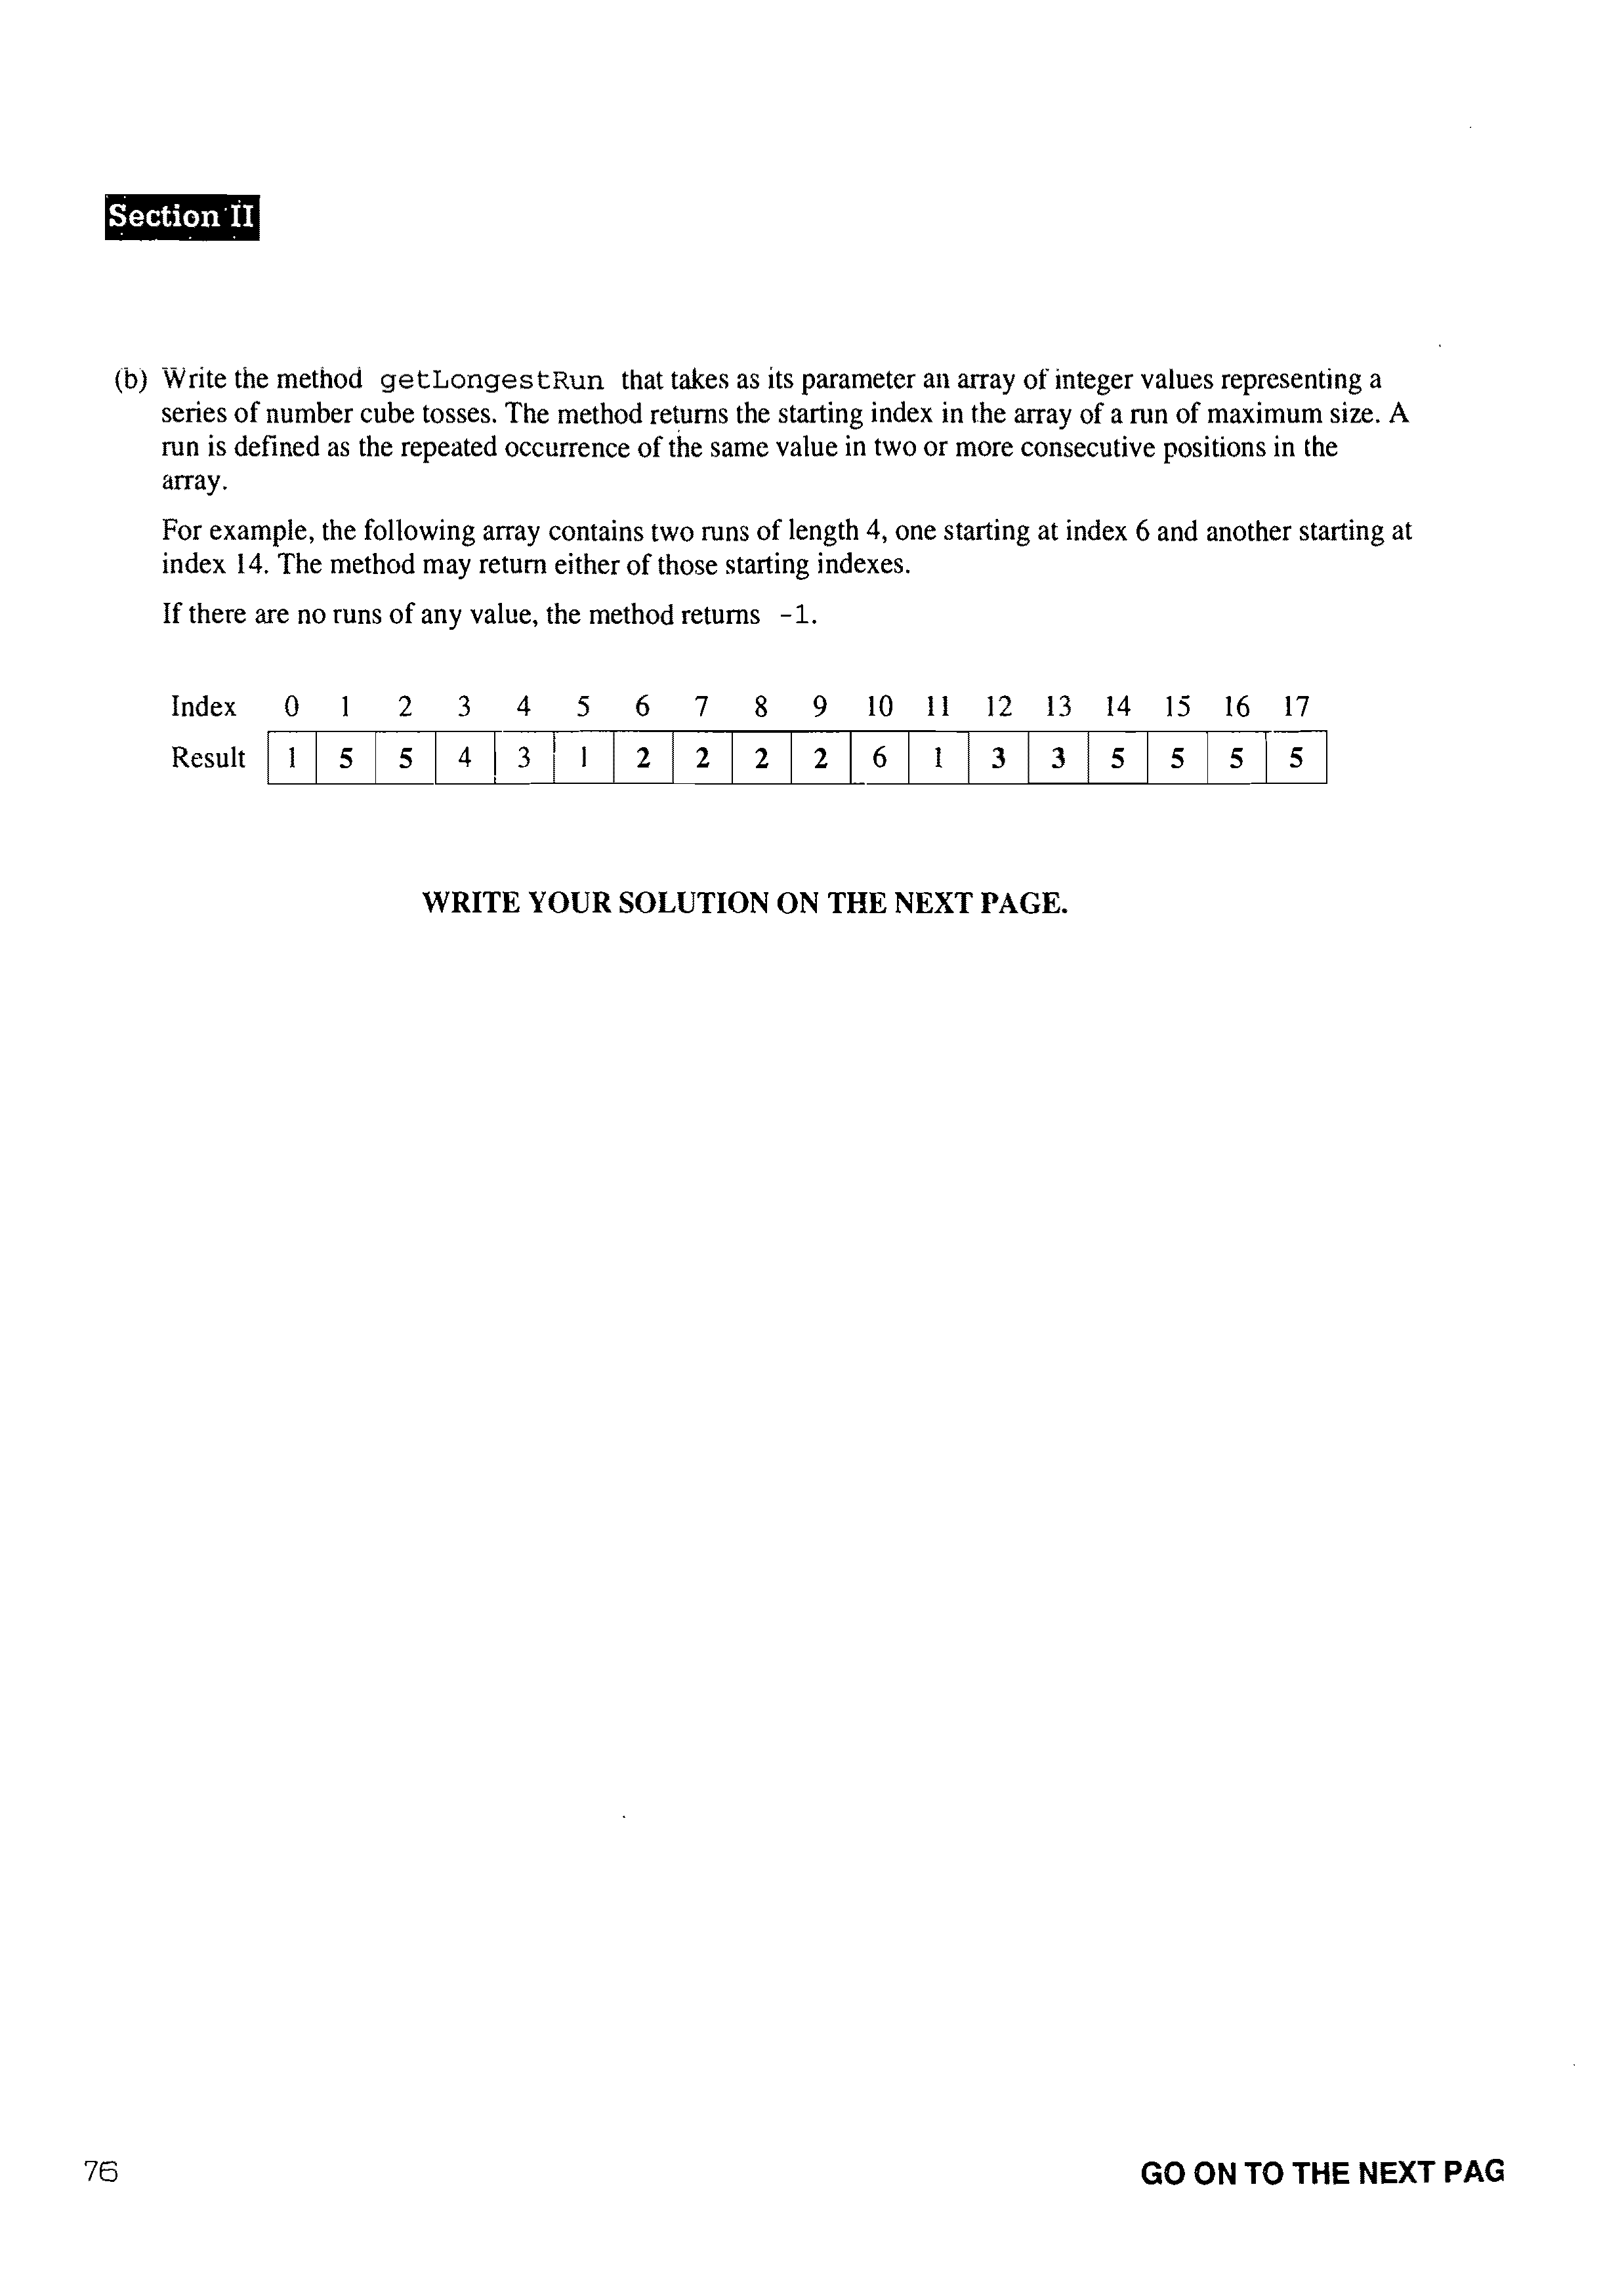 Section II
(b) Write the method getLongestRun that takes as its parameter an array of integer values representing a
series of number cube tosses. The method returns the starting index in the array of a run of maximum size. A
run is defined as the repeated occurrence of the same value in two or more consecutive positions in the
array.
For example, the following array contains two runs of length 4, one starting at index 6 and another starting at
index 14. The method may return either of those starting indexes.
If there are no runs of any value, the method returns -1.
Index 0 1 2 3 4 5 6 7 8 9 10 11 12 13 14 15 16 17
Result 1 5 5 4 3 1 2 2 2 2 6 1 3 3 5 5 5 5
WRITE YOUR SOLUTION ON THE NEXT PAGE.
76
GO ON TO THE NEXT PAG